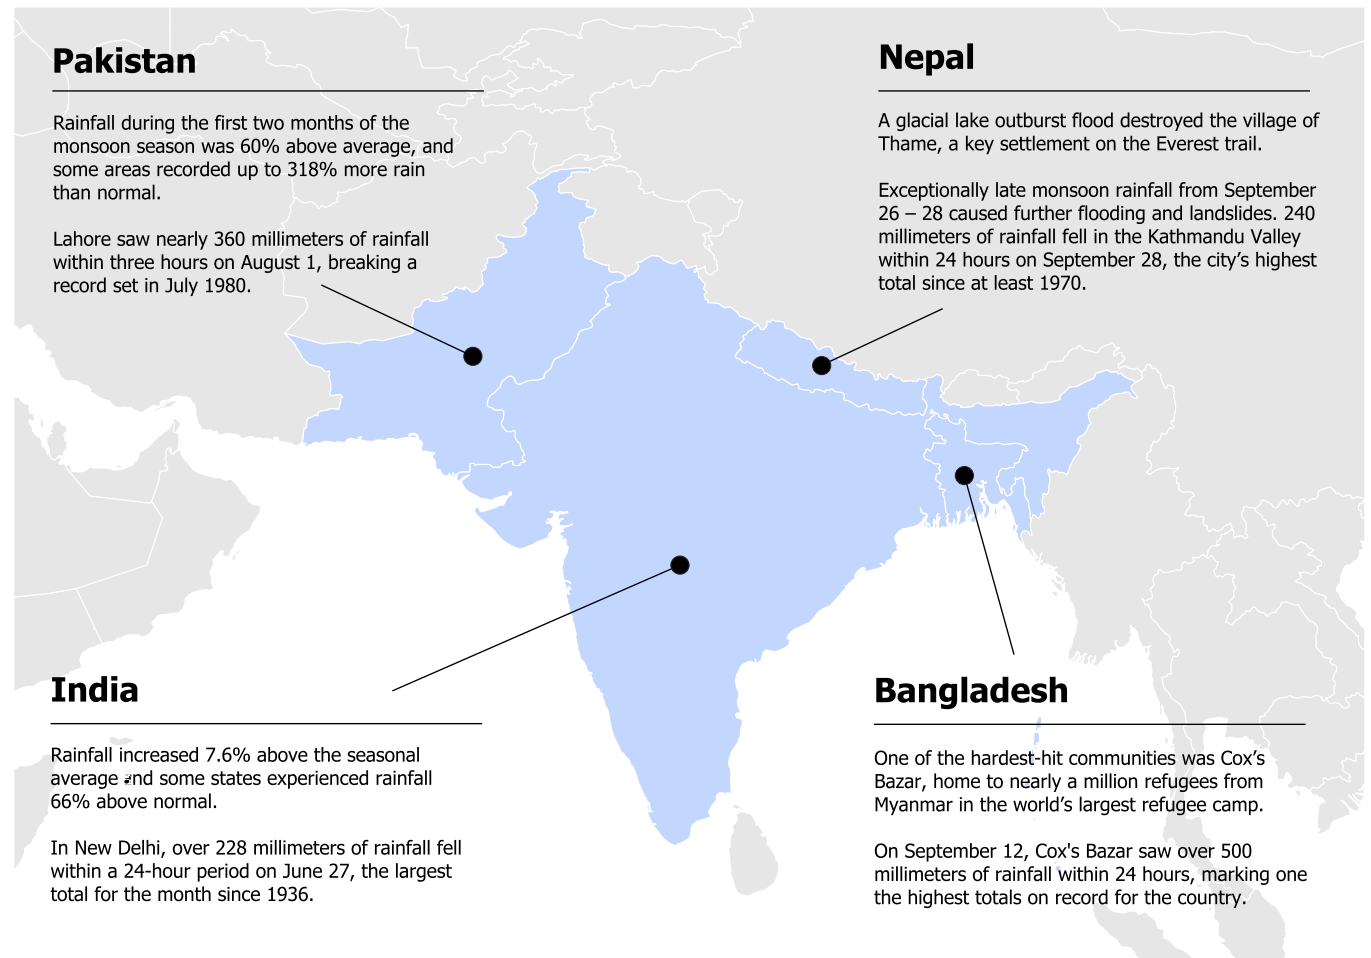 Pakistan
Rainfall during the first two months of the
monsoon season was 60% above average, and
some areas recorded up to 318% more rain
than normal.
Lahore saw nearly 360 millimeters of rainfall
within three hours on August 1, breaking a
record set in July 1980.
Nepal
A glacial lake outburst flood destroyed the village of
Thame, a key settlement on the Everest trail.
Exceptionally late monsoon rainfall from September
26 – 28 caused further flooding and landslides. 240
millimeters of rainfall fell in the Kathmandu Valley
within 24 hours on September 28, the city’s highest
total since at least 1970.
India
Rainfall increased 7.6% above the seasonal
average and some states experienced rainfall
66% above normal.
In New Delhi, over 228 millimeters of rainfall fell
within a 24-hour period on June 27, the largest
total for the month since 1936.
Bangladesh
One of the hardest-hit communities was Cox’s
Bazar, home to nearly a million refugees from
Myanmar in the world’s largest refugee camp.
On September 12, Cox's Bazar saw over 500
millimeters of rainfall within 24 hours, marking one
the highest totals on record for the country.